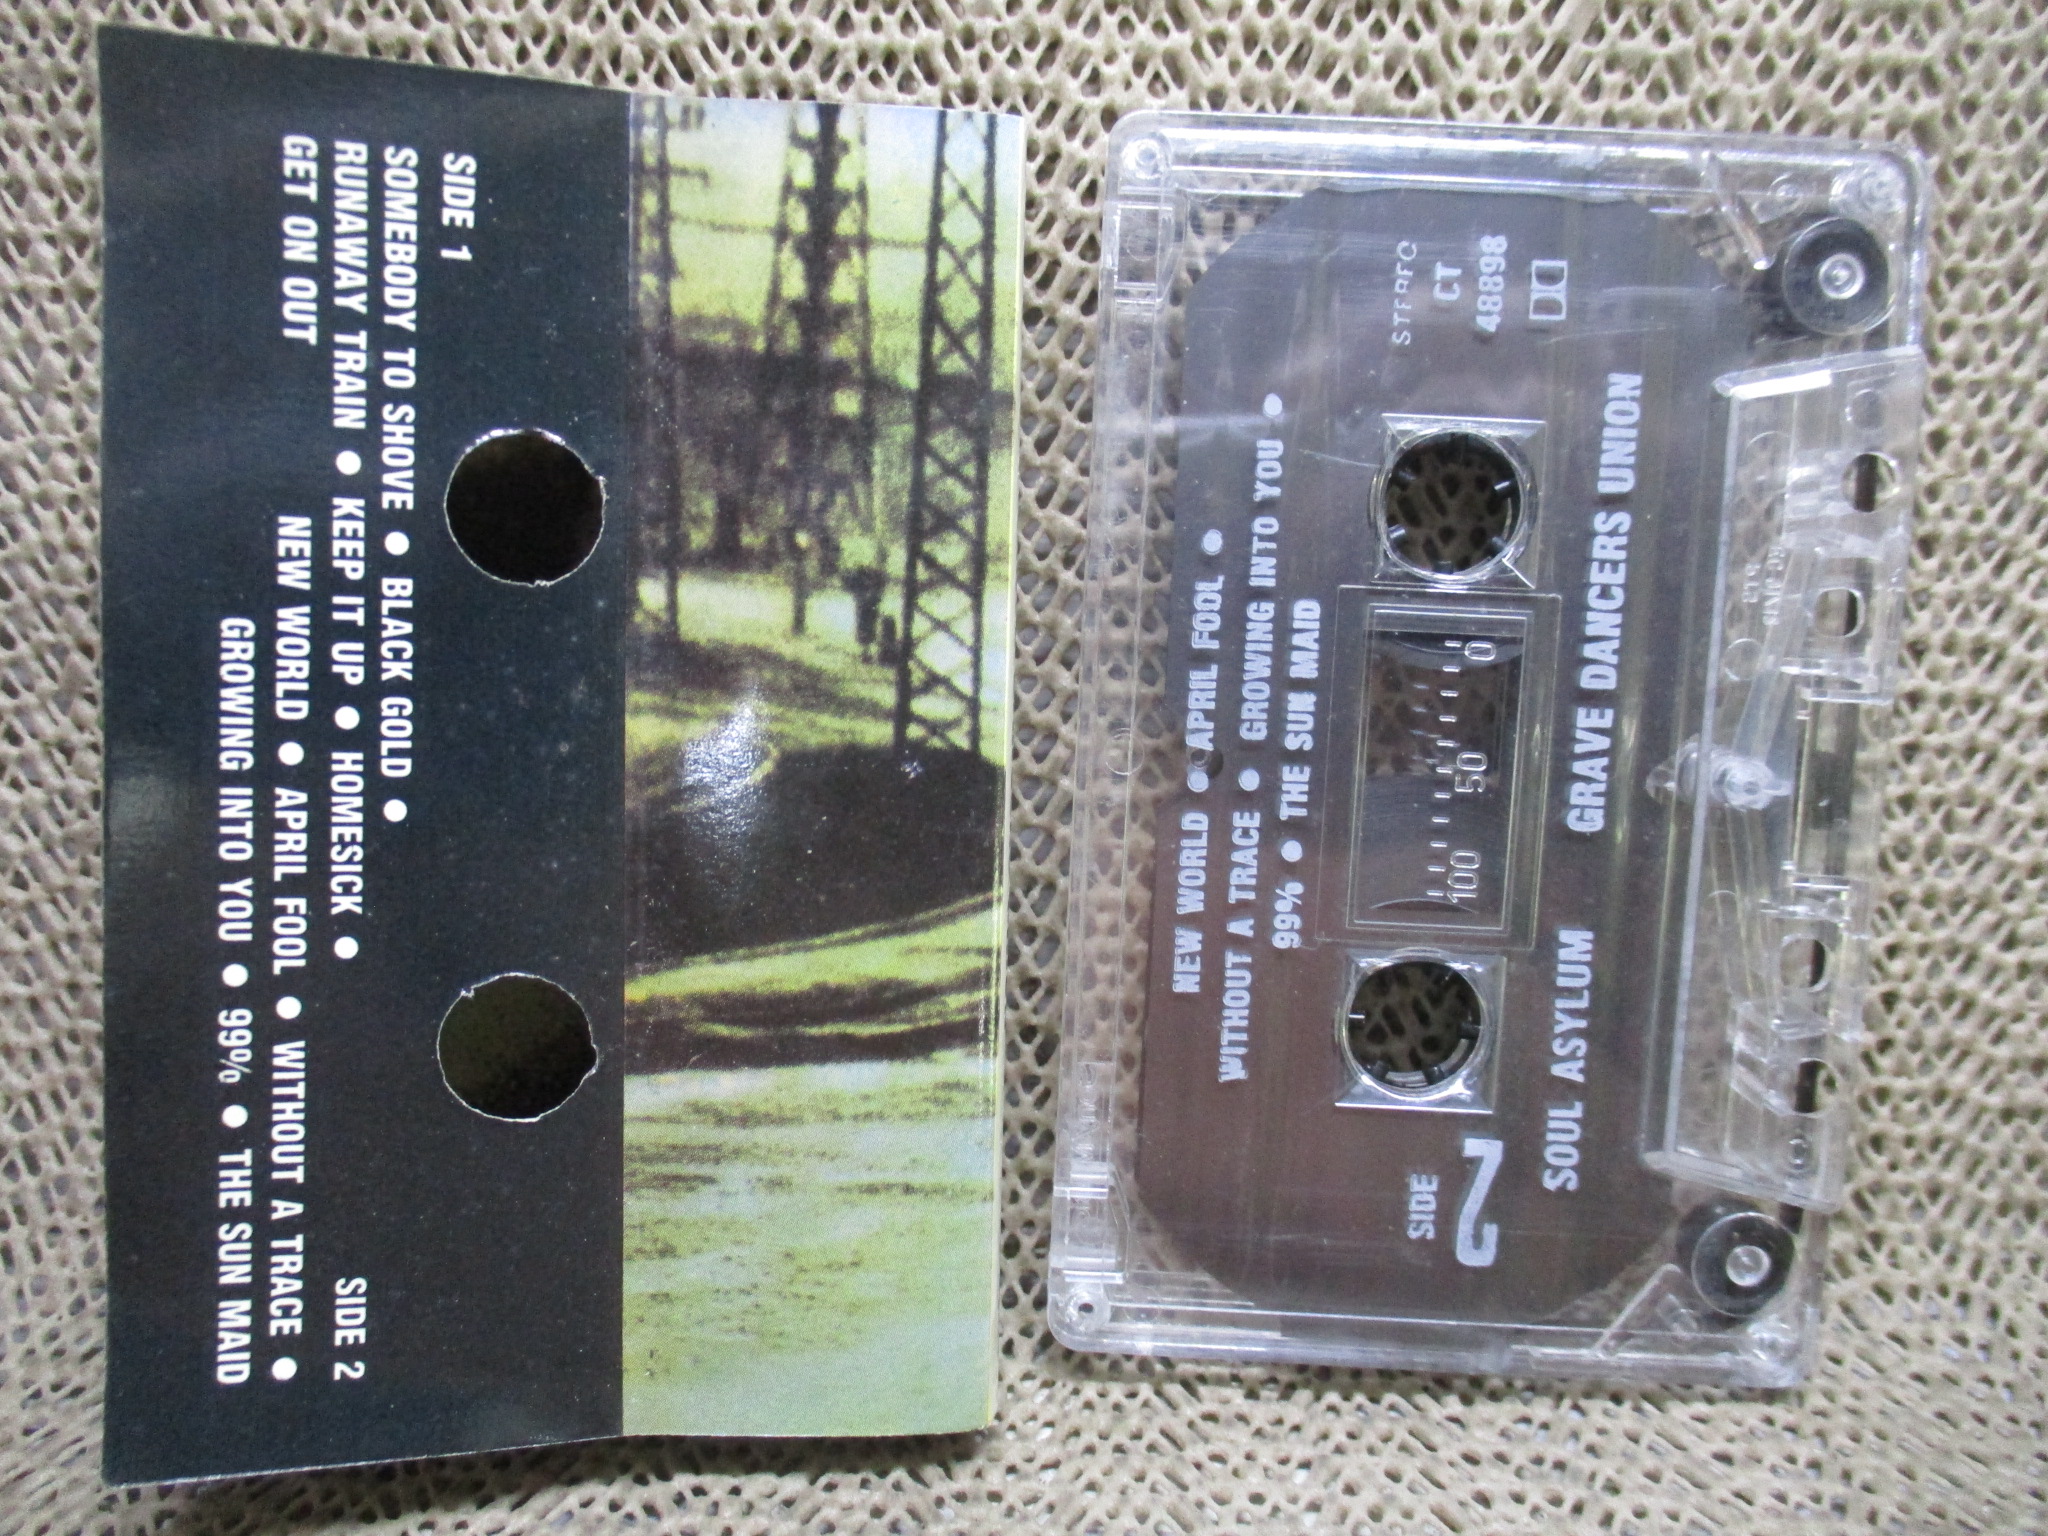 SIDE 1
SOMEBODY TO SHOVE ● BLACK GOLD ●
RUNAWAY TRAIN ● KEEP IT UP ● HOMESICK ●
GET ON OUT
SIDE 2
NEW WORLD ● APRIL FOOL ● WITHOUT A TRACE ●
GROWING INTO YOU ● 99% ● THE SUN MAID
SOUL ASYLUM GRAVE DANCERS UNION
SIDE
2
STEREO
CT
48898
100 50 0
99% ● THE SUN MAID
WITHOUT A TRACE ● GROWING INTO YOU ●
NEW WORLD ● APRIL FOOL ●